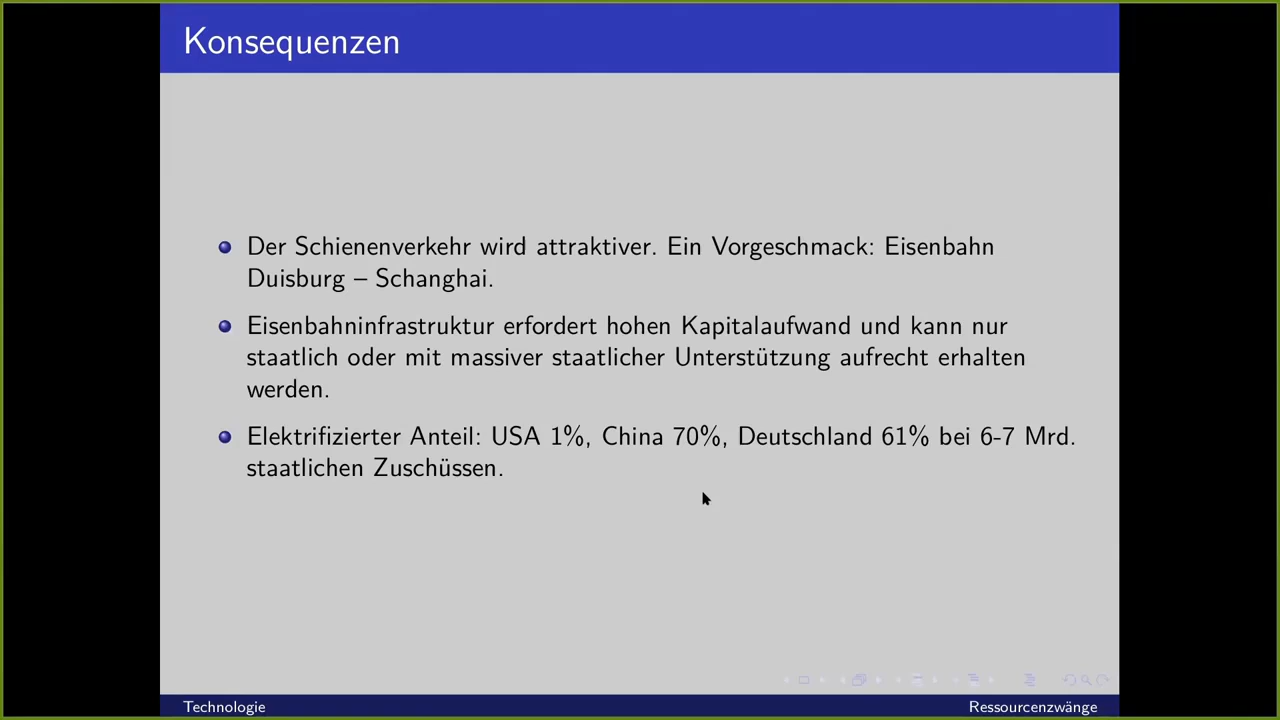 Konsequenzen
Der Schienenverkehr wird attraktiver. Ein Vorgeschmack: Eisenbahn
Duisburg – Schanghai.
Eisenbahninfrastruktur erfordert hohen Kapitalaufwand und kann nur
staatlich oder mit massiver staatlicher Unterstützung aufrecht erhalten
werden.
Elektrifizierter Anteil: USA 1%, China 70%, Deutschland 61% bei 6-7 Mrd.
staatlichen Zuschüssen.
Technologie
Ressourcenzwänge